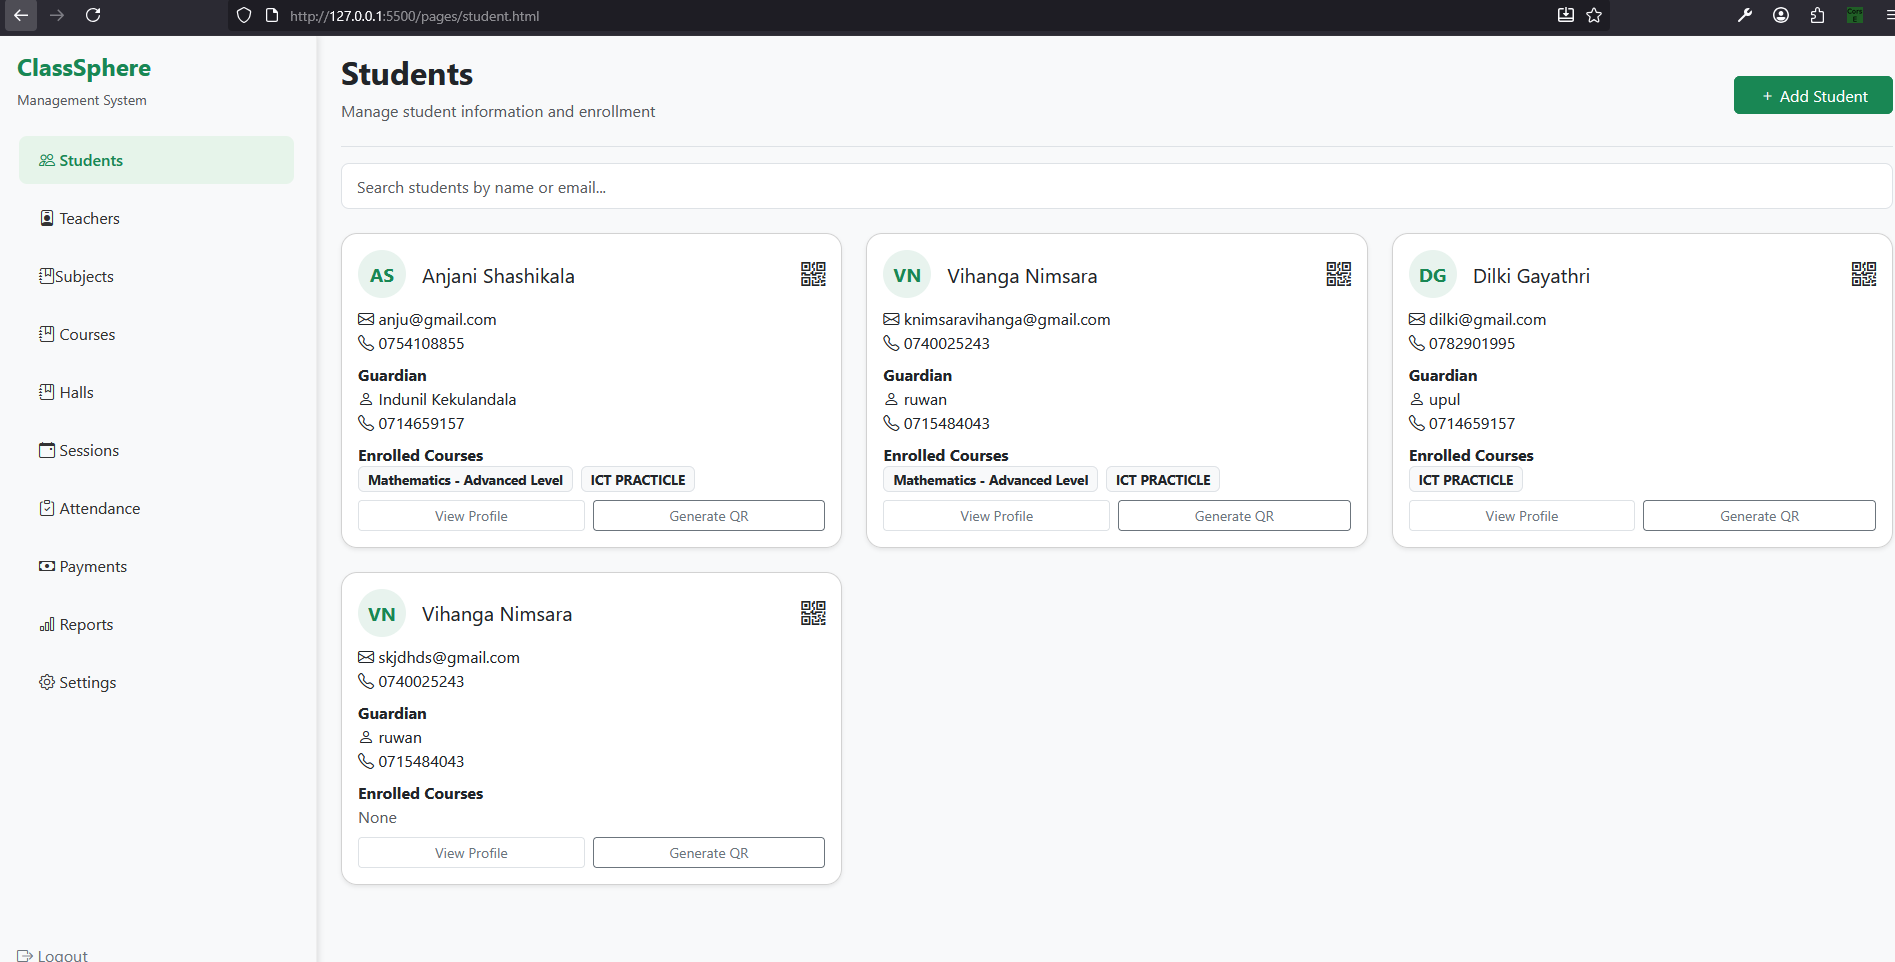 http://127.0.0.1:5500/pages/student.html
ClassSphere
Management System
Students
Teachers
Subjects
Courses
Halls
Sessions
Attendance
Payments
Reports
Settings
Logout
Students
Manage student information and enrollment
+ Add Student
Search students by name or email...
AS Anjani Shashikala
anju@gmail.com
0754108855
Guardian
Indunil Kekulandala
0714659157
Enrolled Courses
Mathematics - Advanced Level ICT PRACTICLE
View Profile Generate QR
VN Vihanga Nimsara
knimsaravihanga@gmail.com
0740025243
Guardian
ruwan
0715484043
Enrolled Courses
Mathematics - Advanced Level ICT PRACTICLE
View Profile Generate QR
DG Dilki Gayathri
dilki@gmail.com
0782901995
Guardian
upul
0714659157
Enrolled Courses
ICT PRACTICLE
View Profile Generate QR
VN Vihanga Nimsara
skjdhds@gmail.com
0740025243
Guardian
ruwan
0715484043
Enrolled Courses
None
View Profile Generate QR